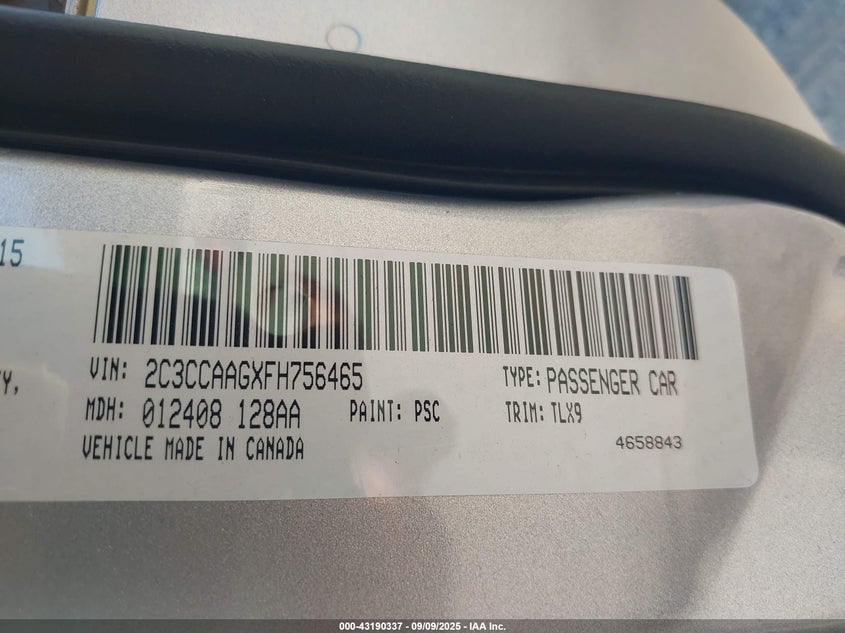 15
VIN: 2C3CCAAGXFH756465
TYPE: PASSENGER CAR
TY,
MDH: 012408 128AA
PAINT: PSC
TRIM: TLX9
VEHICLE MADE IN CANADA
4658843
000-43190337 - 09/09/2025 - IAA Inc.